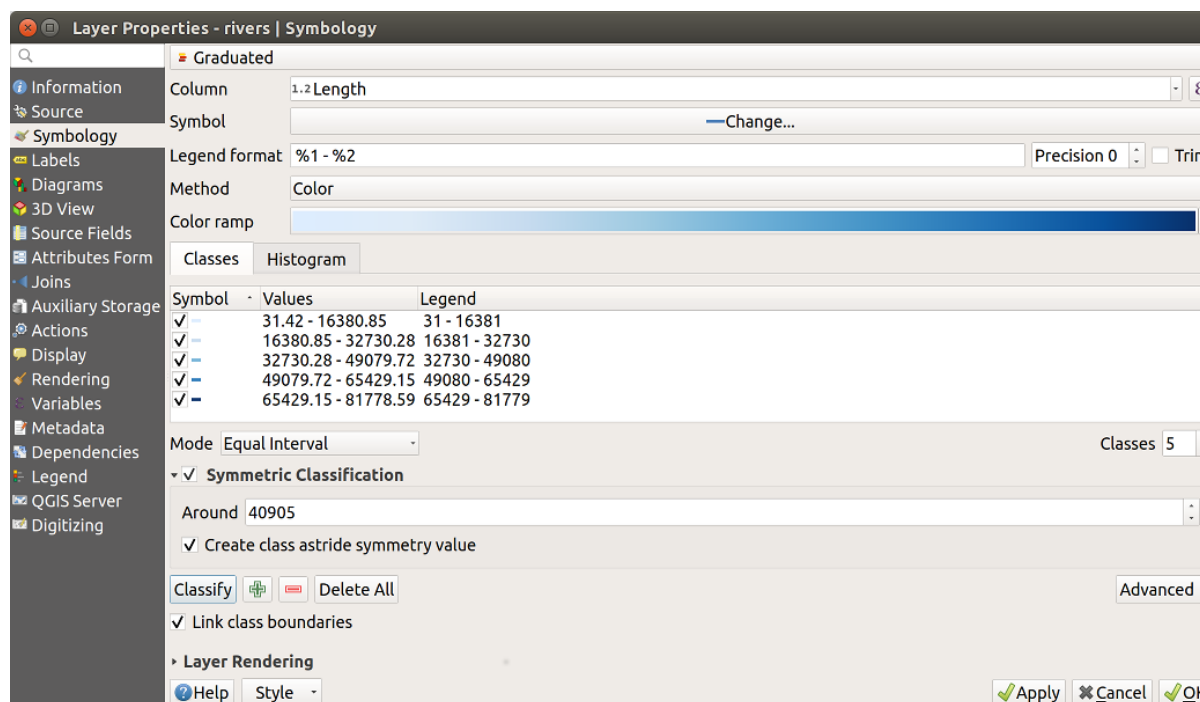 Layer Properties - rivers | Symbology
Information
Source
Symbology
Labels
Diagrams
3D View
Source Fields
Attributes Form
Joins
Auxiliary Storage
Actions
Display
Rendering
Variables
Metadata
Dependencies
Legend
QGIS Server
Digitizing
Graduated
Column 1.2 Length
Symbol Change...
Legend format %1 - %2 Precision 0
Method Color
Color ramp
Classes Histogram
Symbol Values Legend
31.42 - 16380.85 31 - 16381
16380.85 - 32730.28 16381 - 32730
32730.28 - 49079.72 32730 - 49080
49079.72 - 65429.15 49080 - 65429
65429.15 - 81778.59 65429 - 81779
Mode Equal Interval Classes 5
Symmetric Classification
Around 40905
Create class astride symmetry value
Classify Delete All Advanced
Link class boundaries
Layer Rendering
Help Style Apply Cancel